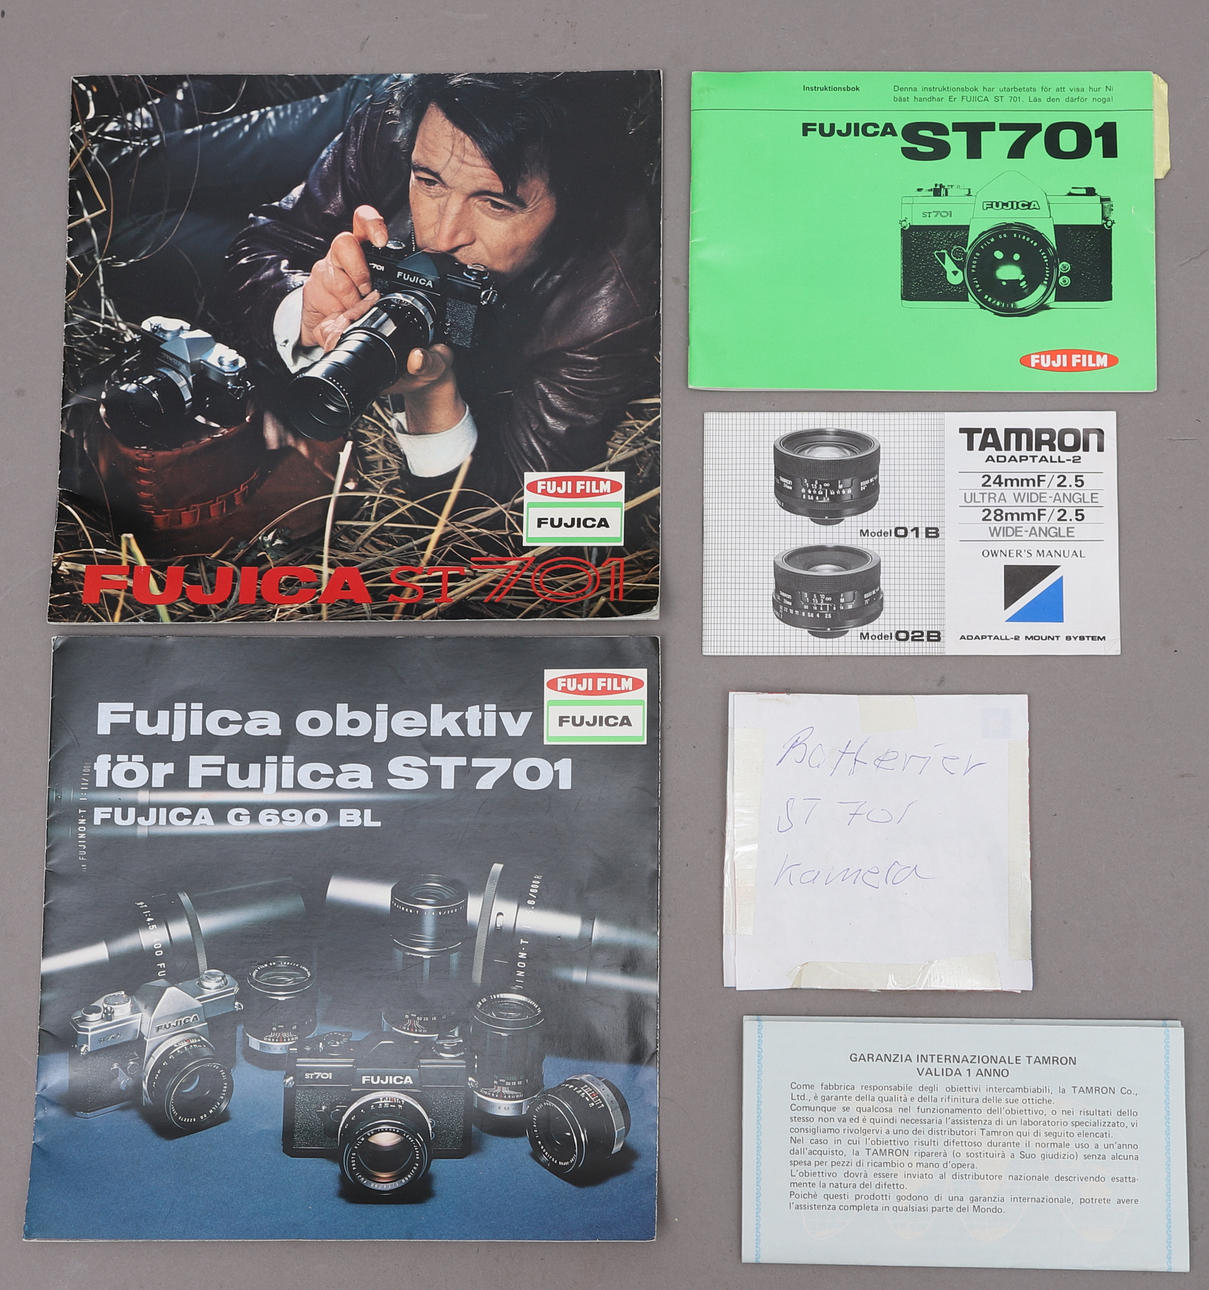 701
FUJICA
FUJI FILM
FUJICA
FUJICA ST 701
Instruktionsbok
Denna instruktionsbok har utarbetats för att visa hur Ni
bäst handhar Er FUJICA ST 701. Läs den därför noga!
FUJICA ST701
ST701
FUJICA
FUJI FILM
TAMRON
ADAPTALL-2
24mmF/2.5
ULTRA WIDE-ANGLE
28mmF/2.5
WIDE-ANGLE
OWNER'S MANUAL
ADAPTALL-2 MOUNT SYSTEM
TAMRON
Model 01B
Model 02B
FUJI FILM
FUJICA
Fujica objektiv
för Fujica ST701
FUJICA G 690 BL
FUJINON·T
FUJICA
ST701
FUJICA
Batterier
ST 701
kamera
GARANZIA INTERNAZIONALE TAMRON
VALIDA 1 ANNO
Come fabbrica responsabile degli obiettivi intercambiabili, la TAMRON Co.,
Ltd., è garante della qualità e della rifinitura delle sue ottiche.
Comunque se qualcosa nel funzionamento dell'obiettivo, o nei risultati dello
stesso non va ed è quindi necessaria l'assistenza di un laboratorio specializzato, vi
consigliamo rivolgervi a uno dei distributori Tamron qui di seguito elencati.
Nel caso in cui l'obiettivo risulti difettoso durante il normale uso a un'anno
dall'acquisto, la TAMRON riparerà (o sostituirà a Suo giudizio) senza alcuna
spesa per pezzi di ricambio o mano d'opera.
L'obiettivo dovrà essere inviato al distributore nazionale descrivendo esatta-
mente la natura del difetto.
Poichè questi prodotti godono di una garanzia internazionale, potrete avere
l'assistenza completa in qualsiasi parte del Mondo.